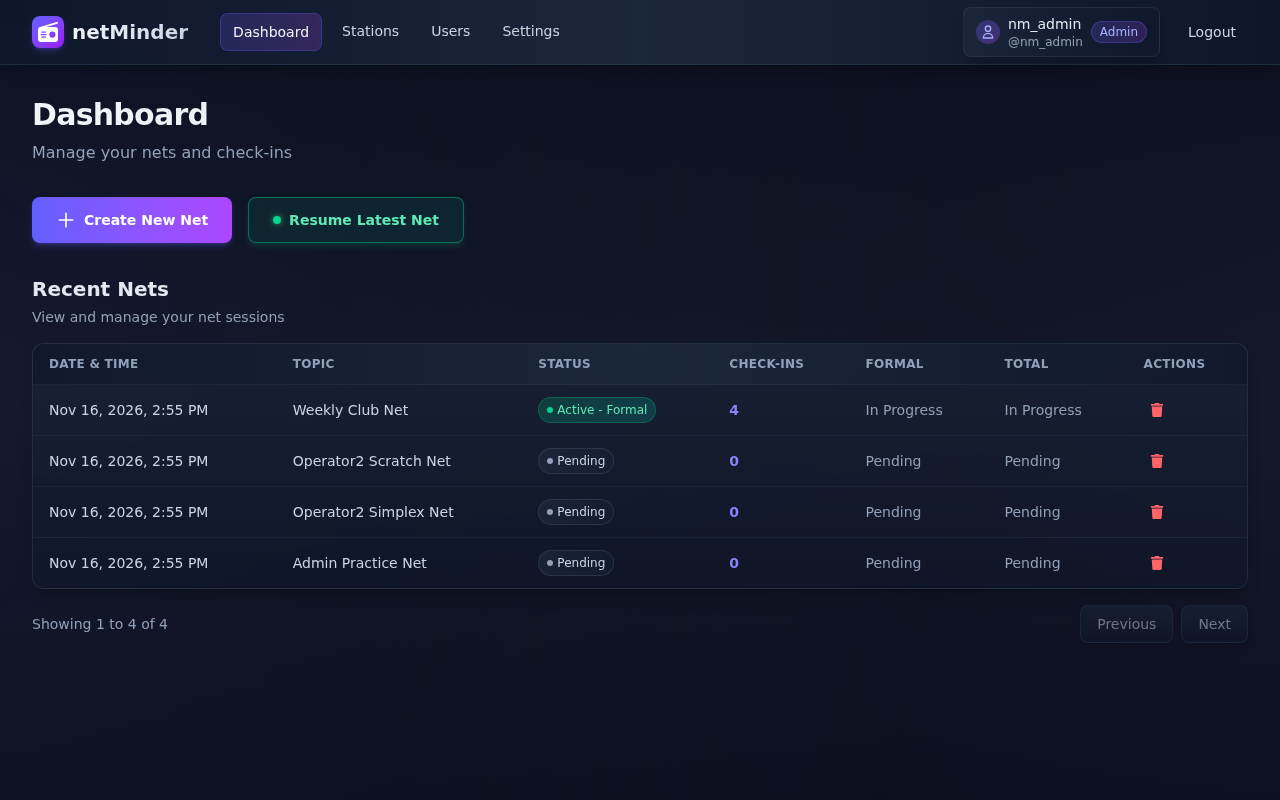 netMinder Dashboard Stations Users Settings nm_admin @nm_admin Admin Logout
Dashboard
Manage your nets and check-ins
Create New Net Resume Latest Net
Recent Nets
View and manage your net sessions
DATE & TIME TOPIC STATUS CHECK-INS FORMAL TOTAL ACTIONS
Nov 16, 2026, 2:55 PM Weekly Club Net Active - Formal 4 In Progress In Progress
Nov 16, 2026, 2:55 PM Operator2 Scratch Net Pending 0 Pending Pending
Nov 16, 2026, 2:55 PM Operator2 Simplex Net Pending 0 Pending Pending
Nov 16, 2026, 2:55 PM Admin Practice Net Pending 0 Pending Pending
Showing 1 to 4 of 4 Previous Next